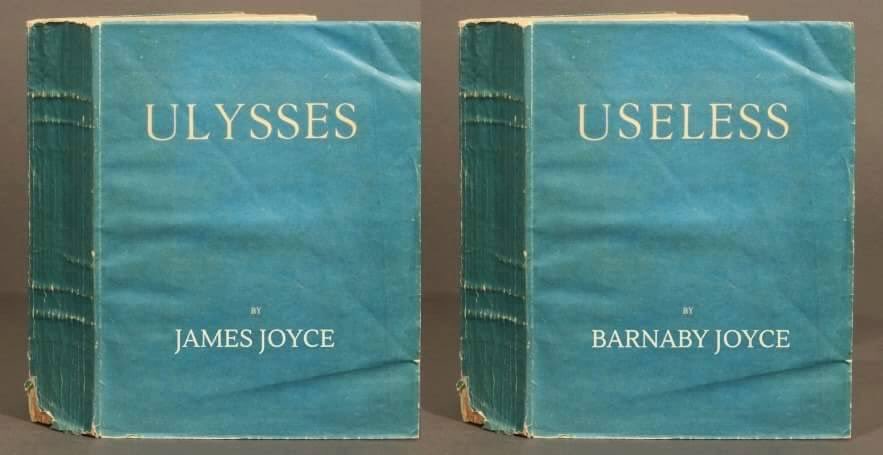 ULYSSES
BY
JAMES JOYCE
USELESS
BY
BARNABY JOYCE